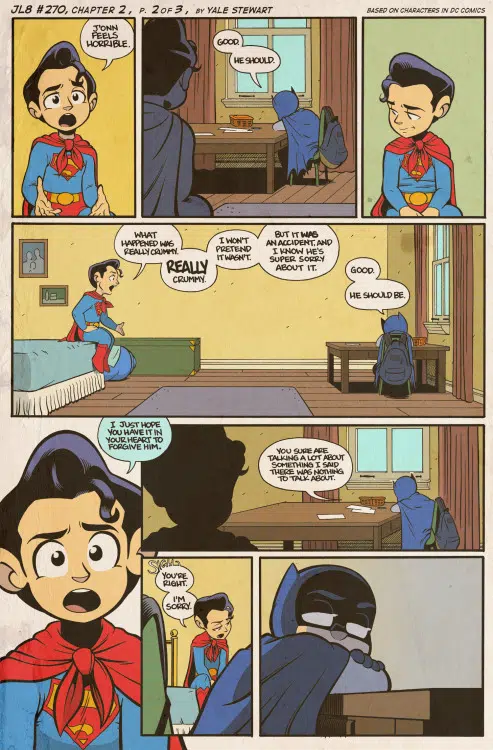 JL8 #270, CHAPTER 2, P. 2 OF 3, BY YALE STEWART
BASED ON CHARACTERS IN DC COMICS
J'ONN
FEELS
HORRIBLE.
GOOD.
HE SHOULD.
WHAT
HAPPENED WAS
REALLY CRUMMY.
REALLY
CRUMMY.
I WON'T
PRETEND
IT WASN'T.
BUT IT WAS
AN ACCIDENT, AND
I KNOW HE'S
SUPER SORRY
ABOUT IT.
GOOD.
HE SHOULD BE.
I JUST HOPE
YOU HAVE IT IN
YOUR HEART TO
FORGIVE HIM.
YOU SURE ARE
TALKING A LOT ABOUT
SOMETHING I SAID
THERE WAS NOTHING
TO TALK ABOUT.
SIGH
YOU'RE
RIGHT.
I'M
SORRY.